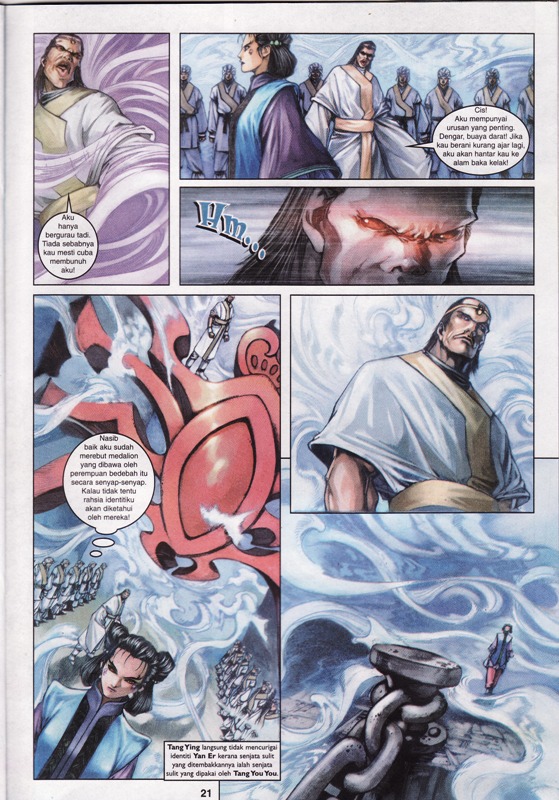 Aku
hanya
bergurau tadi.
Tiada sebabnya
kau mesti cuba
membunuh
aku!
Cis!
Aku mempunyai
urusan yang penting.
Dengar, buaya darat! Jika
kau berani kurang ajar lagi,
aku akan hantar kau ke
alam baka kelak!
Hm...
Nasib
baik aku sudah
merebut medalion
yang dibawa oleh
perempuan bedebah itu
secara senyap-senyap.
Kalau tidak tentu
rahsia identitiku
akan diketahui
oleh mereka!
Tang Ying langsung tidak mencurigai
identiti Yan Er kerana senjata sulit
yang ditembakkannya ialah senjata
sulit yang dipakai oleh Tang You You.
21